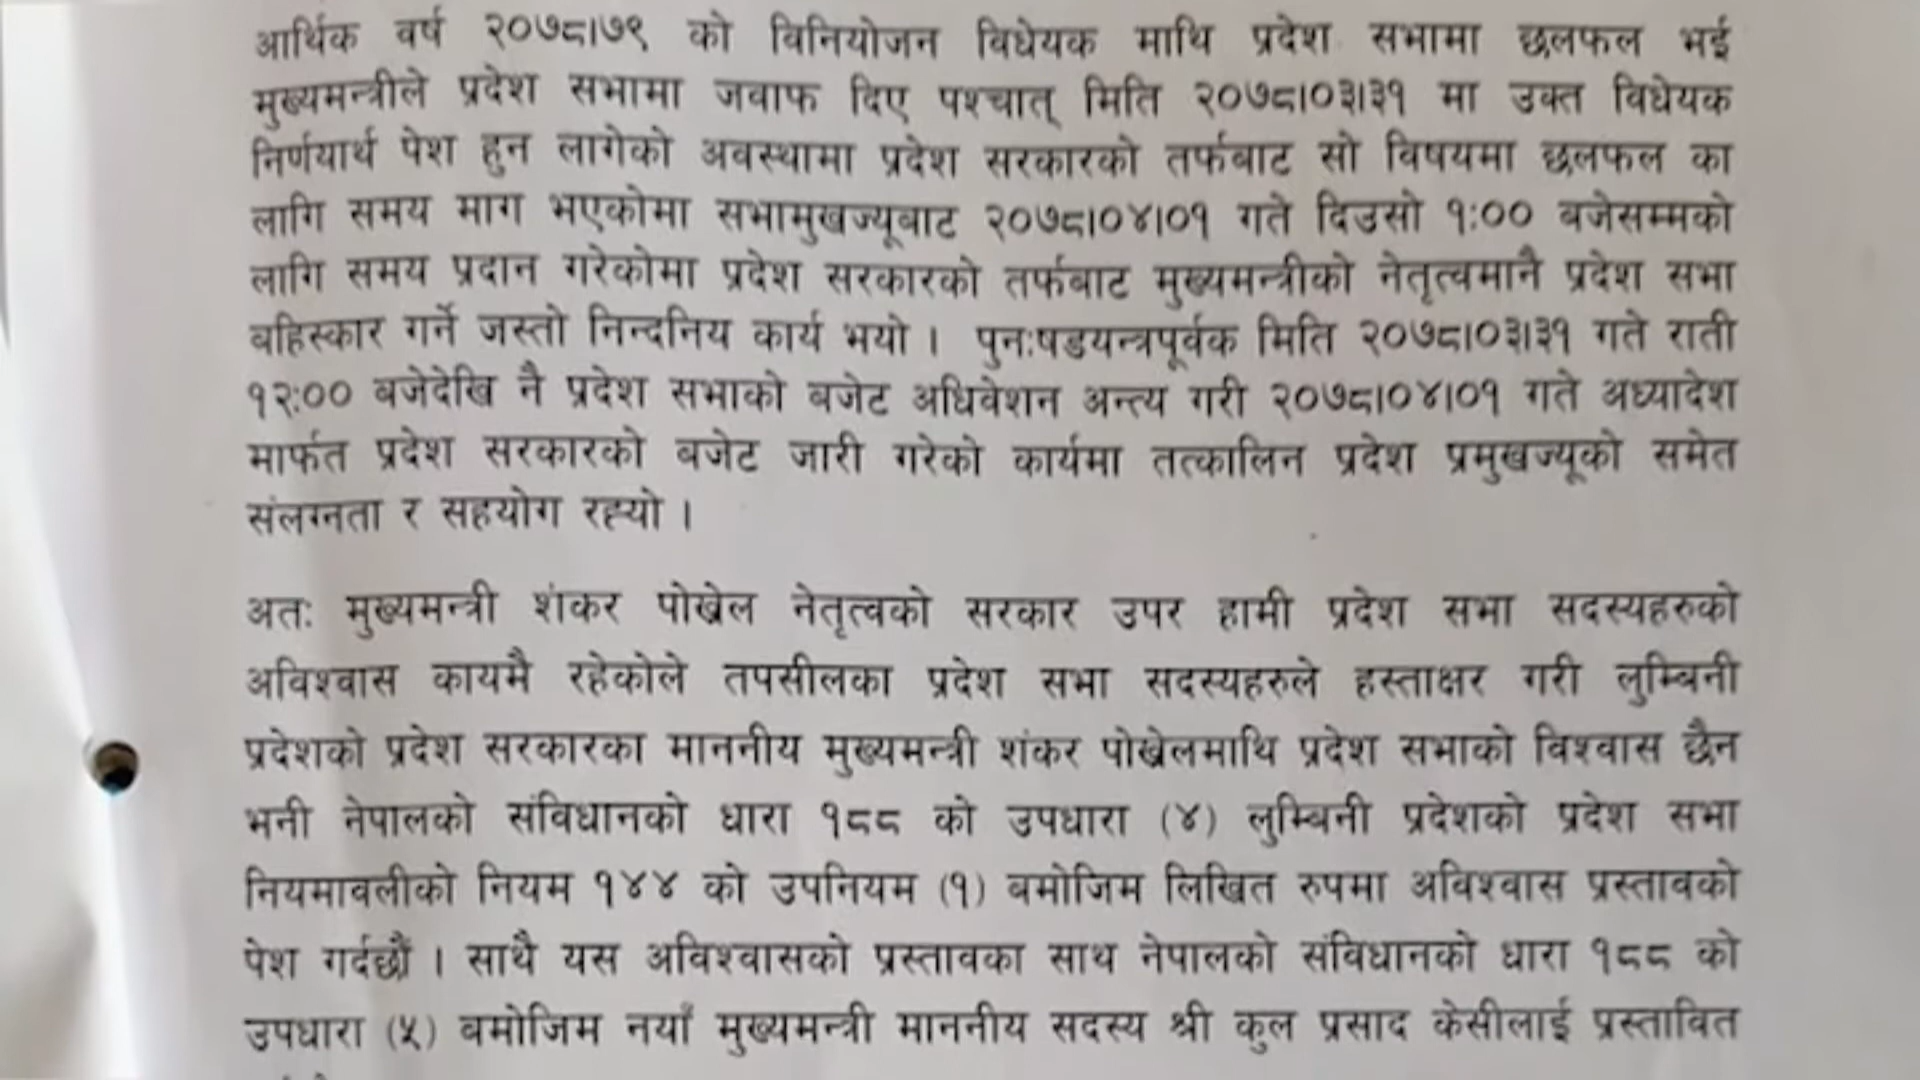 आर्थिक वर्ष २०७८।७९ को विनियोजन विधेयक माथि प्रदेश सभामा छलफल भई
मुख्यमन्त्रीले प्रदेश सभामा जवाफ दिए पश्चात् मिति २०७८।०३।३१ मा उक्त विधेयक
निर्णयार्थ पेश हुन लागेको अवस्थामा प्रदेश सरकारको तर्फबाट सो विषयमा छलफल का
लागि समय माग भएकोमा सभामुखज्यूबाट २०७८।०४।०१ गते दिउसो १:०० बजेसम्मको
लागि समय प्रदान गरेकोमा प्रदेश सरकारको तर्फबाट मुख्यमन्त्रीको नेतृत्वमानै प्रदेश सभा
बहिस्कार गर्ने जस्तो निन्दनिय कार्य भयो । पुन:षडयन्त्रपूर्वक मिति २०७८।०३।३१ गते राती
१२:०० बजेदेखि नै प्रदेश सभाको बजेट अधिवेशन अन्त्य गरी २०७८।०४।०१ गते अध्यादेश
मार्फत प्रदेश सरकारको बजेट जारी गरेको कार्यमा तत्कालिन प्रदेश प्रमुखज्यूको समेत
संलग्नता र सहयोग रह्यो ।
अत: मुख्यमन्त्री शंकर पोख्रेल नेतृत्वको सरकार उपर हामी प्रदेश सभा सदस्यहरुको
अविश्वास कायमै रहेकोले तपसीलका प्रदेश सभा सदस्यहरुले हस्ताक्षर गरी लुम्बिनी
प्रदेशको प्रदेश सरकारका माननीय मुख्यमन्त्री शंकर पोख्रेलमाथि प्रदेश सभाको विश्वास छैन
भनी नेपालको संविधानको धारा १८८ को उपधारा (४) लुम्बिनी प्रदेशको प्रदेश सभा
नियमावलीको नियम १४४ को उपनियम (१) बमोजिम लिखित रुपमा अविश्वास प्रस्तावको
पेश गर्दछौं । साथै यस अविश्वासको प्रस्तावका साथ नेपालको संविधानको धारा १८८ को
उपधारा (५) बमोजिम नयाँ मुख्यमन्त्री माननीय सदस्य श्री कुल प्रसाद केसीलाई प्रस्तावित